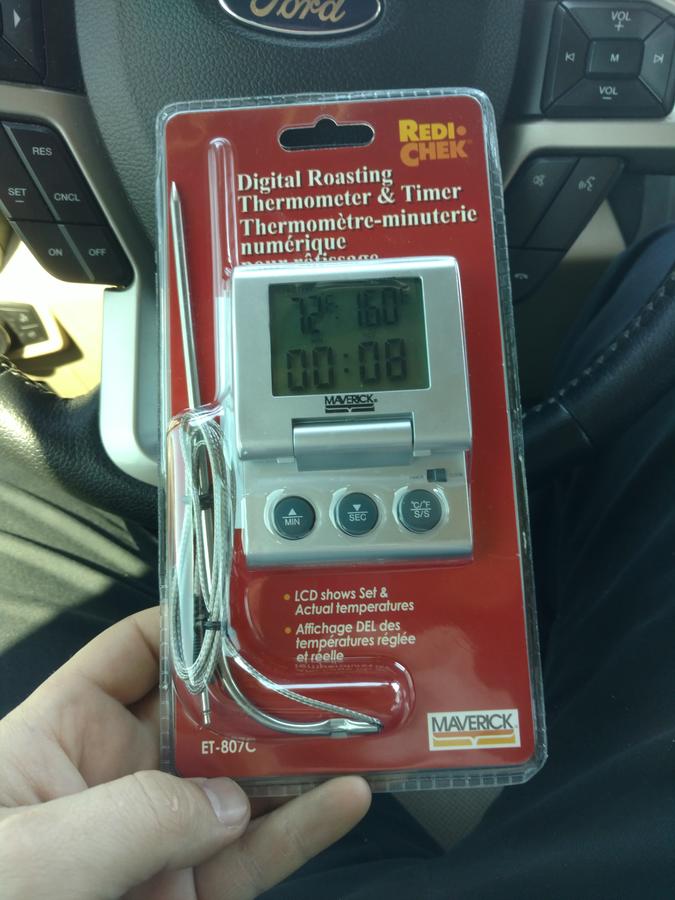 Ford
VOL
+
M
VOL
-
RES
SET
-
CNCL
ON
OFF
REDI
CHEK
Digital Roasting
Thermometer & Timer
Thermomètre-minuterie
numérique
pour rôtissage
72°F 160°F
00:08
MAVERICK
MIN
SEC
°C/°F
S/S
• LCD shows Set &
Actual temperatures
• Affichage DEL des
températures réglée
et réelle
ET-807C
MAVERICK